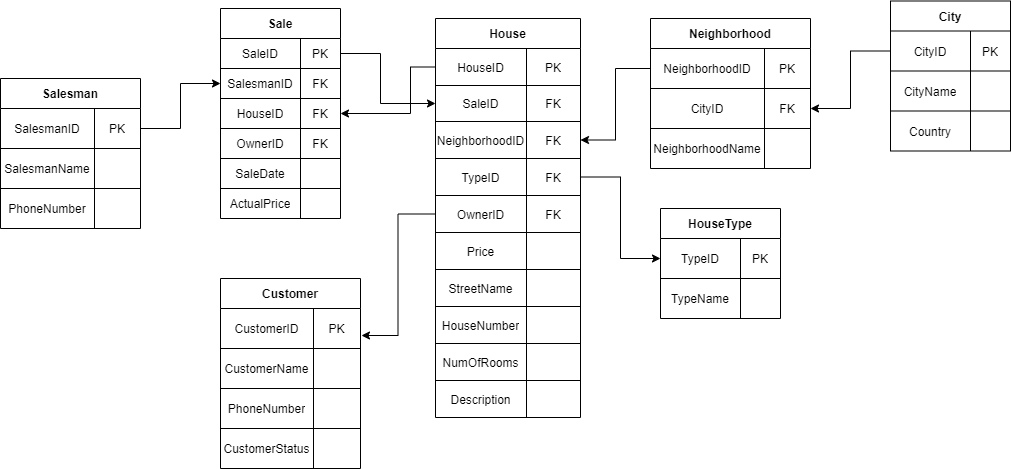 Salesman
SalesmanID PK
SalesmanName
PhoneNumber
Sale
SaleID PK
SalesmanID FK
HouseID FK
OwnerID FK
SaleDate
ActualPrice
Customer
CustomerID PK
CustomerName
PhoneNumber
CustomerStatus
House
HouseID PK
SaleID FK
NeighborhoodID FK
TypeID FK
OwnerID FK
Price
StreetName
HouseNumber
NumOfRooms
Description
Neighborhood
NeighborhoodID PK
CityID FK
NeighborhoodName
HouseType
TypeID PK
TypeName
City
CityID PK
CityName
Country